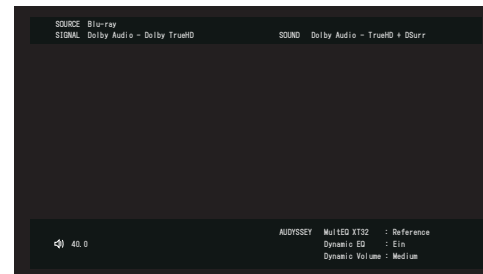 SOURCE Blu-ray
SIGNAL Dolby Audio – Dolby TrueHD SOUND Dolby Audio – TrueHD + DSurr
AUDYSSEY MultEQ XT32 : Reference
40.0 Dynamic EQ : Ein
Dynamic Volume : Medium